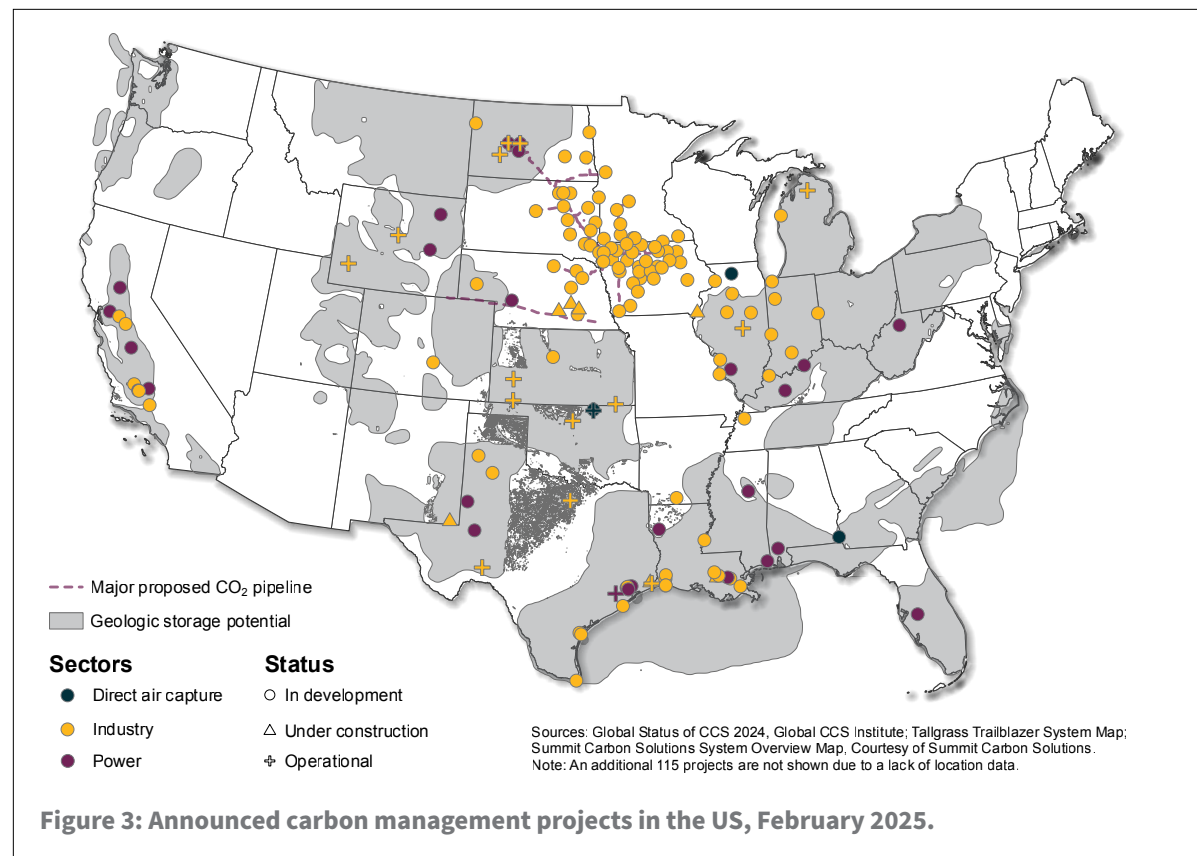 Major proposed CO₂ pipeline
Geologic storage potential
Sectors
Direct air capture
Industry
Power
Status
In development
Under construction
Operational
Sources: Global Status of CCS 2024, Global CCS Institute; Tallgrass Trailblazer System Map;
Summit Carbon Solutions System Overview Map, Courtesy of Summit Carbon Solutions.
Note: An additional 115 projects are not shown due to a lack of location data.
Figure 3: Announced carbon management projects in the US, February 2025.